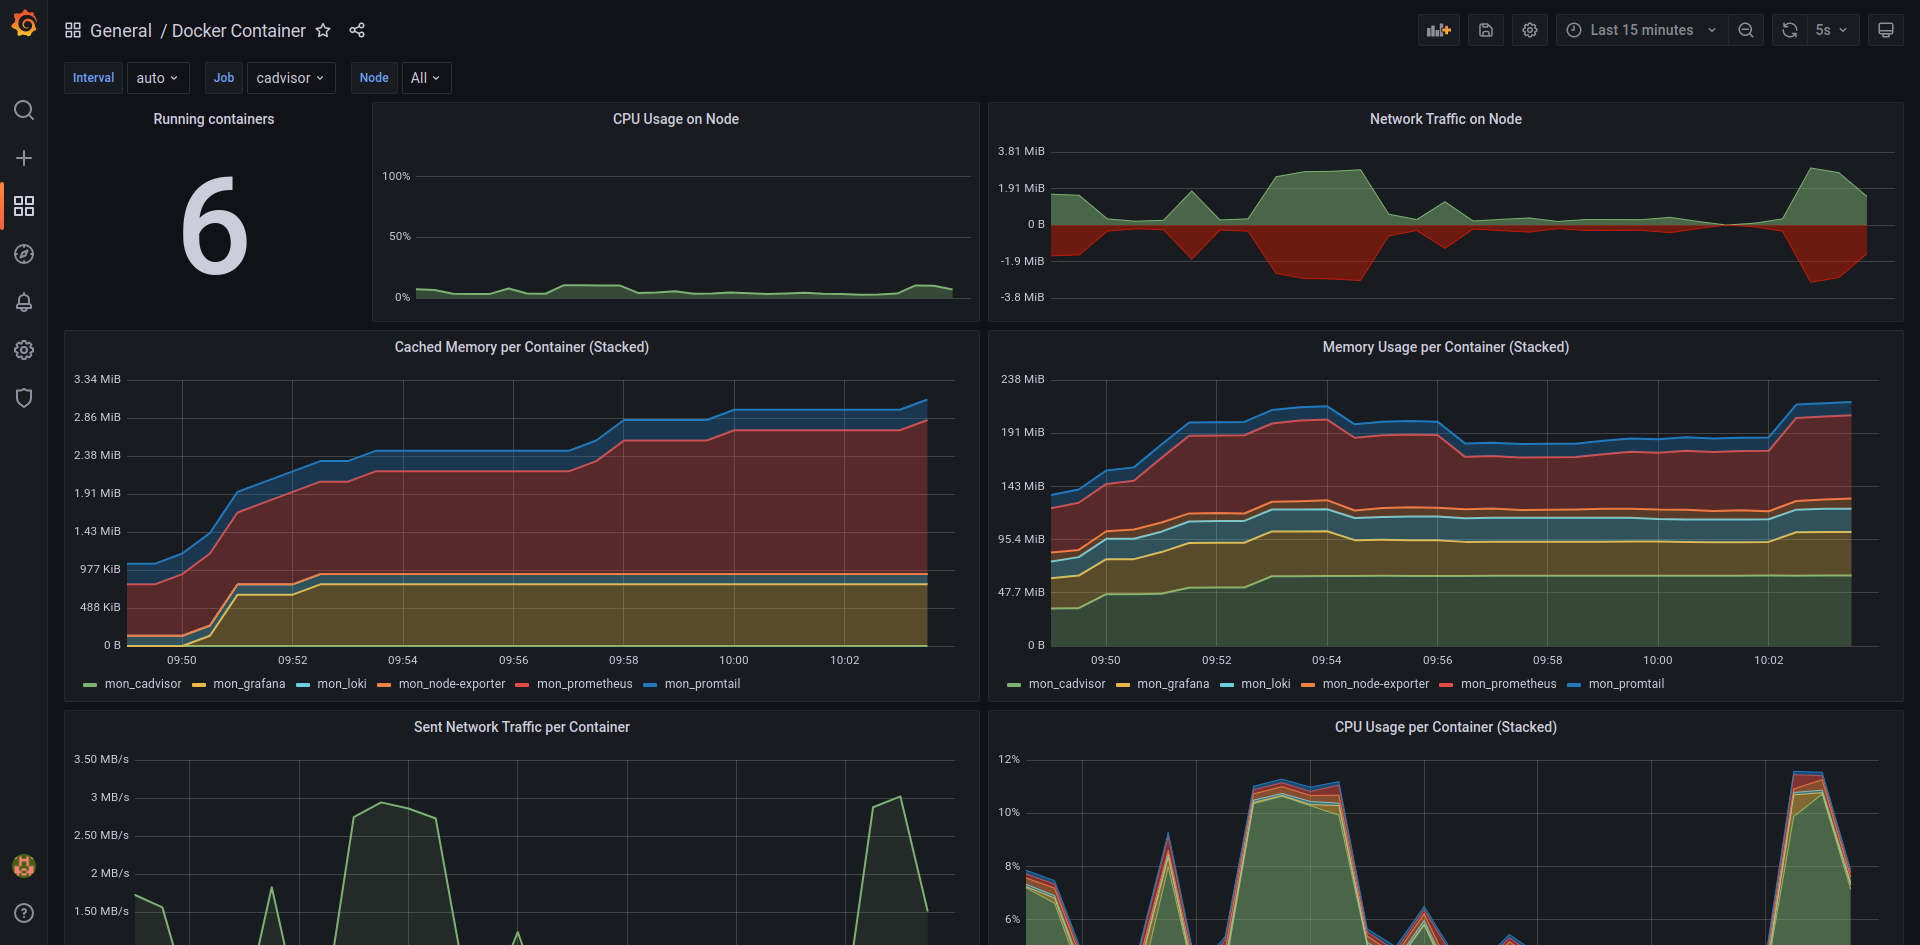 General / Docker Container
Last 15 minutes
5s
Interval auto Job cadvisor Node All
Running containers
6
CPU Usage on Node
100%
50%
0%
Network Traffic on Node
3.81 MiB
1.91 MiB
0 B
-1.9 MiB
-3.8 MiB
Cached Memory per Container (Stacked)
3.34 MiB
2.86 MiB
2.38 MiB
1.91 MiB
1.43 MiB
977 KiB
488 KiB
0 B
09:50 09:52 09:54 09:56 09:58 10:00 10:02
mon_cadvisor mon_grafana mon_loki mon_node-exporter mon_prometheus mon_promtail
Memory Usage per Container (Stacked)
238 MiB
191 MiB
143 MiB
95.4 MiB
47.7 MiB
0 B
09:50 09:52 09:54 09:56 09:58 10:00 10:02
mon_cadvisor mon_grafana mon_loki mon_node-exporter mon_prometheus mon_promtail
Sent Network Traffic per Container
3.50 MB/s
3 MB/s
2.50 MB/s
2 MB/s
1.50 MB/s
CPU Usage per Container (Stacked)
12%
10%
8%
6%